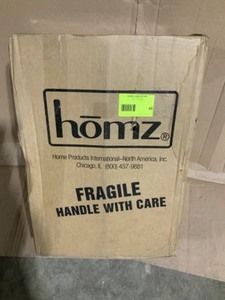 hōmz®
Home Products International–North America, Inc.
Chicago, IL (800) 457-9881
FRAGILE
HANDLE WITH CARE